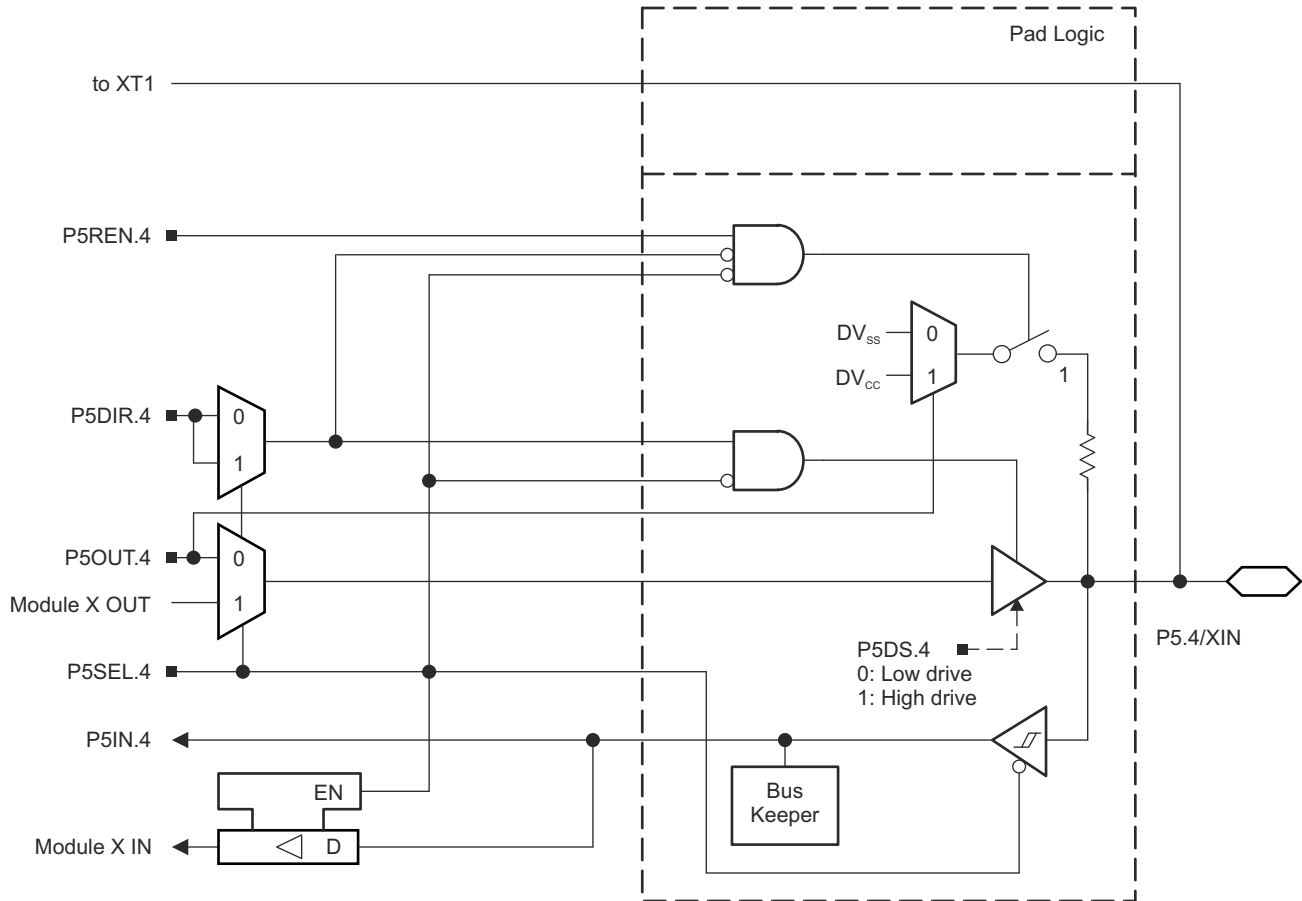 Pad Logic
to XT1
P5REN.4
DVSS
0
DVCC
1
1
P5DIR.4
0
1
P5OUT.4
0
Module X OUT
1
P5SEL.4
P5DS.4
0: Low drive
1: High drive
P5.4/XIN
P5IN.4
Bus
Keeper
EN
Module X IN
D